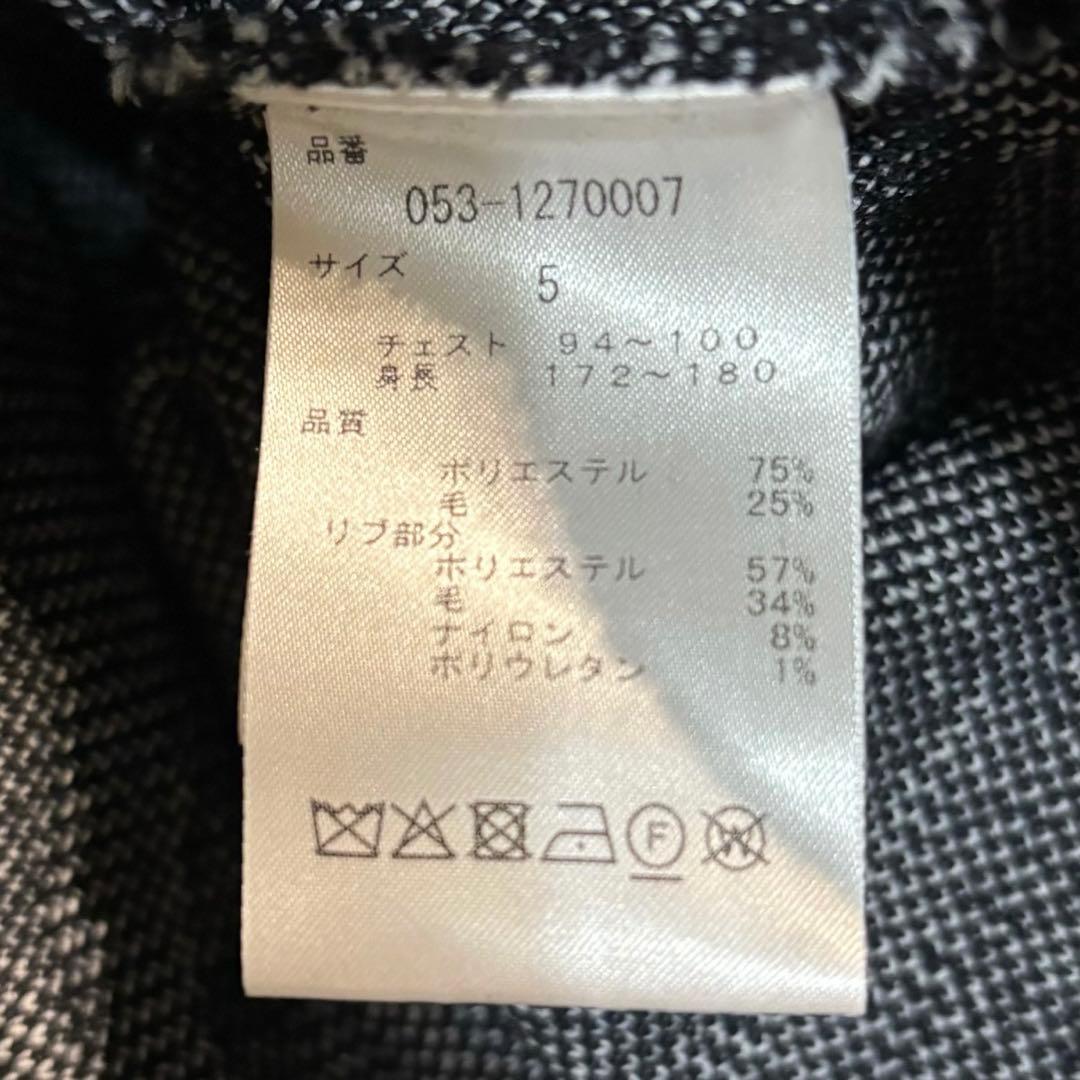 品番
053-1270007
サイズ 5
チェスト 94～100
身長 172～180
品質
ポリエステル 75%
毛 25%
リブ部分
ポリエステル 57%
毛 34%
ナイロン 8%
ポリウレタン 1%
F W